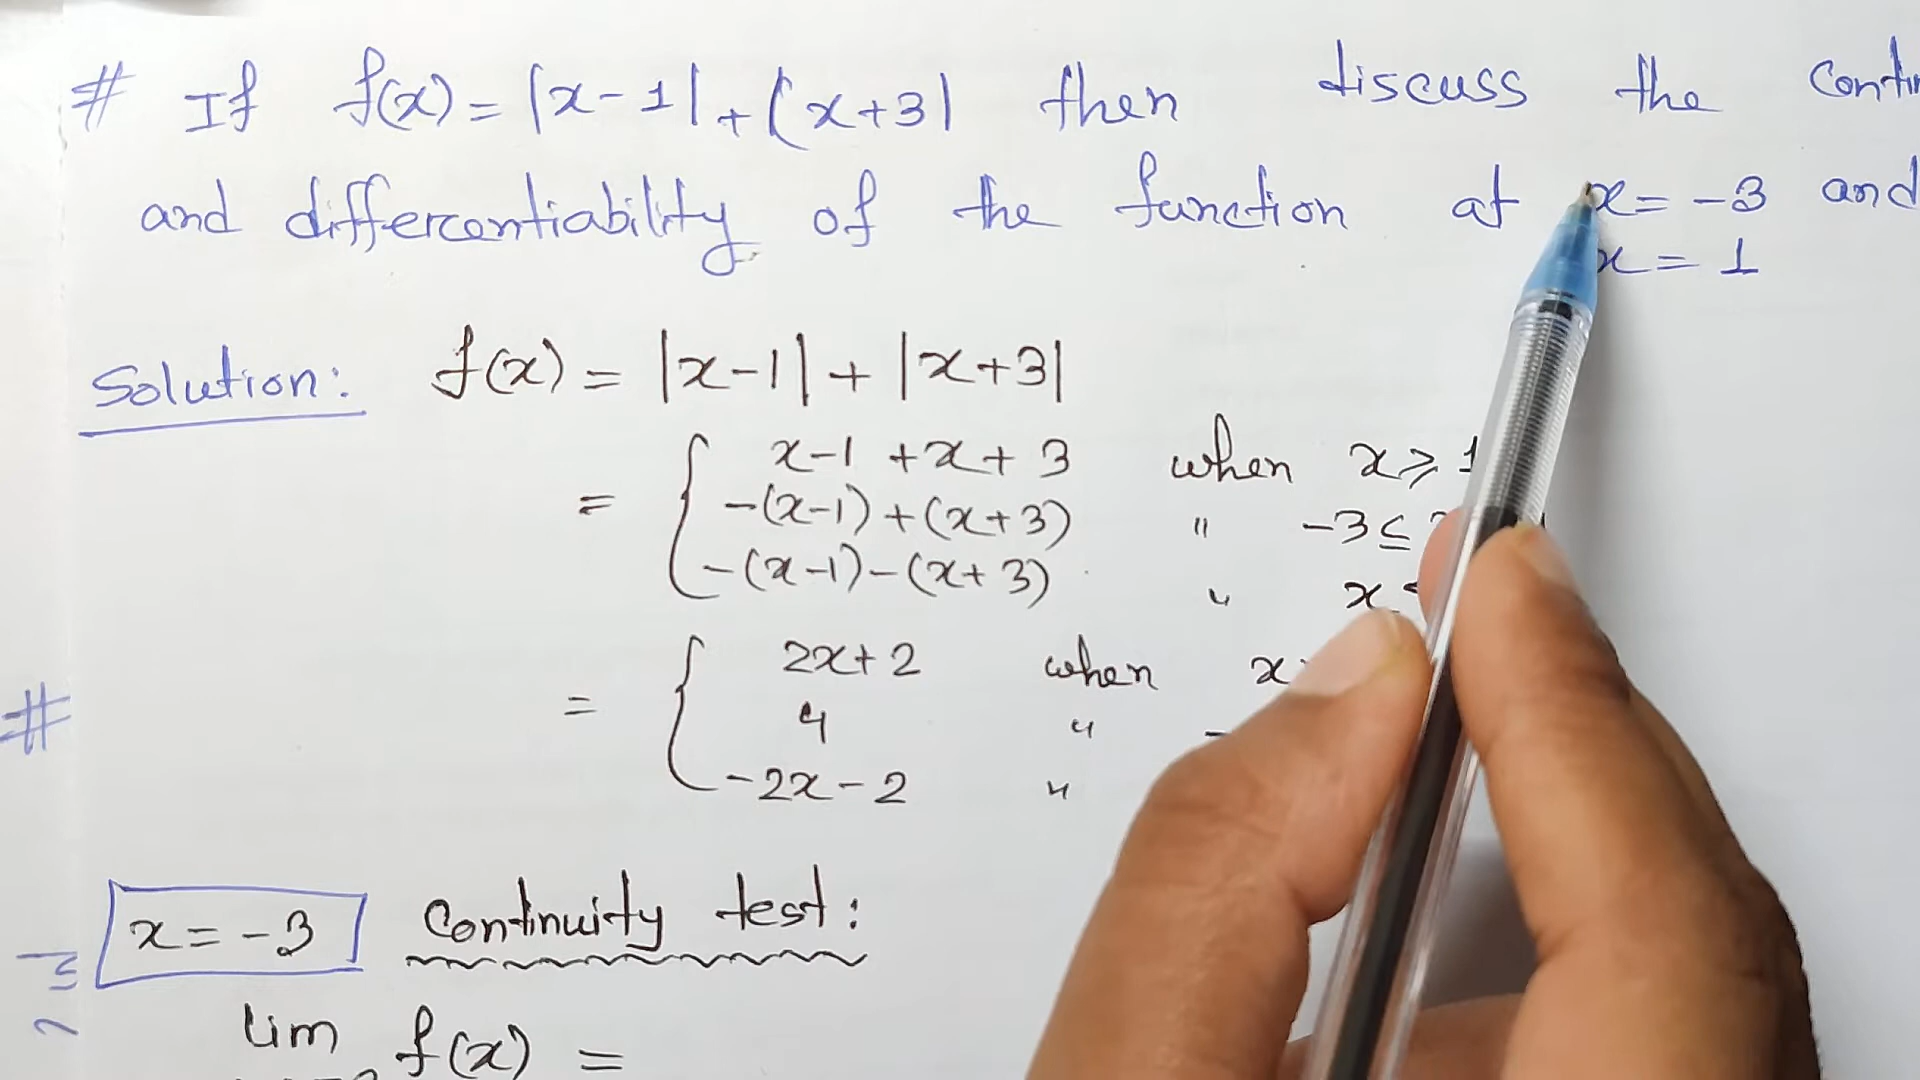 # If f(x) = |x-1| + (x+3| then discuss the
and differentiability of the function at x = -3 and
x = 1
Solution: f(x) = |x-1| + |x+3|
= { x-1 +x+ 3 when x ⩾ 1
-(x-1) + (x+3) " -3 ≤
-(x-1) - (x+3) " x
= { 2x+2 when x
4 " -
-2x-2 "
#
x = -3 Continuity test:
lim f(x) =